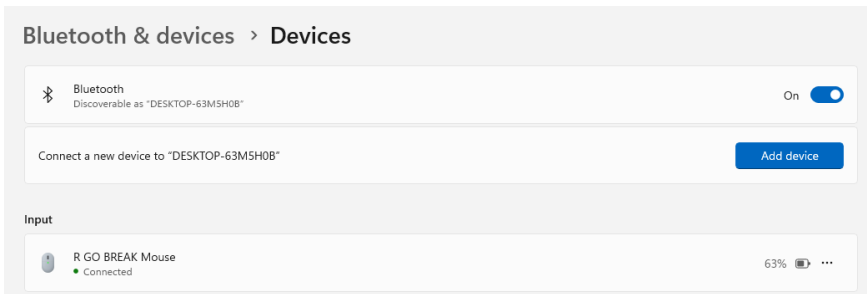 Bluetooth & devices > Devices
Bluetooth
Discoverable as "DESKTOP-63M5H0B"
On
Connect a new device to "DESKTOP-63M5H0B"
Add device
Input
R GO BREAK Mouse
Connected
63%